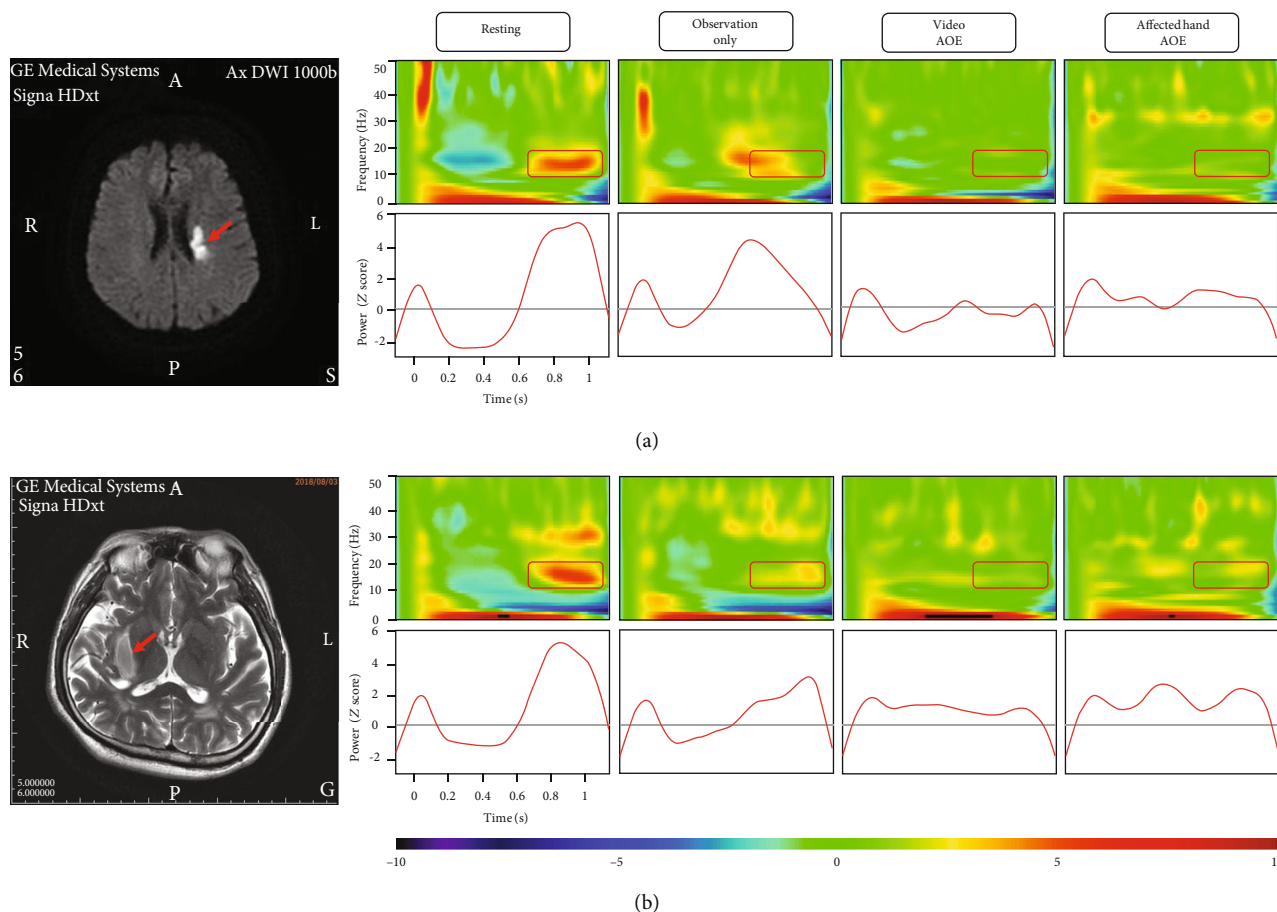 Resting
Observation
only
Video
AOE
Affected hand
AOE
GE Medical Systems
Signa HDxt
A
Ax DWI 1000b
R
L
5
6
P
S
Frequency (Hz)
50
40
30
20
10
0
Power (Z score)
6
4
2
0
-2
0
0.2
0.4
0.6
0.8
1
Time (s)
(a)
GE Medical Systems
Signa HDxt
A
2018/08/03
R
L
5.000000
6.000000
P
G
Frequency (Hz)
50
40
30
20
10
0
Power (Z score)
6
4
2
0
-2
0
0.2
0.4
0.6
0.8
1
Time (s)
–10
–5
0
5
1
(b)